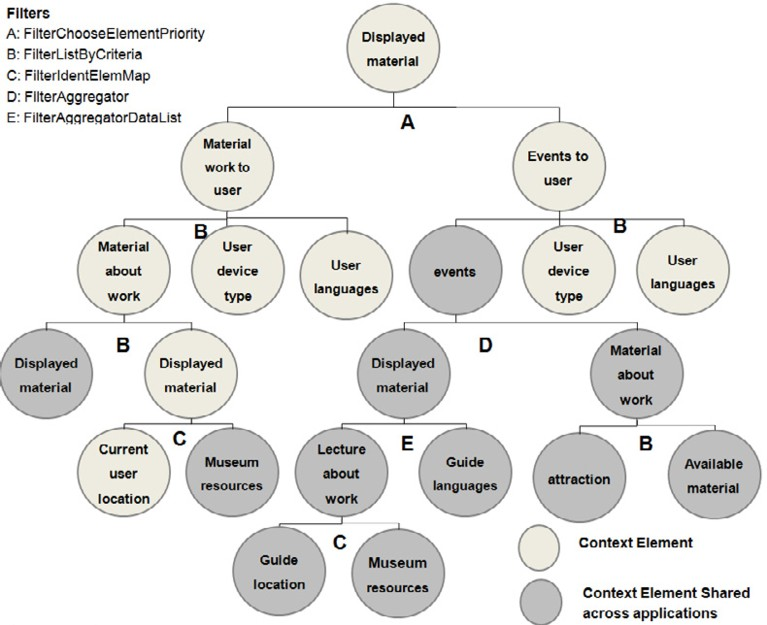 Filters
A: FilterChooseElementPriority
B: FilterListByCriteria
C: FilterIdentElemMap
D: FilterAggregator
E: FilterAggregatorDataList
Displayed
material
A
Material
work to
user
Events to
user
B
B
Material
about
work
User
device
type
User
languages
events
User
device
type
User
languages
B
D
Displayed
material
Displayed
material
Displayed
material
Material
about
work
C
E
B
Current
user
location
Museum
resources
Lecture
about
work
Guide
languages
attraction
Available
material
C
Guide
location
Museum
resources
Context Element
Context Element Shared
across applications